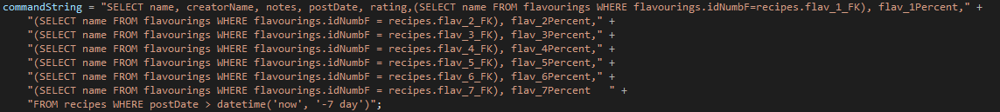 commandString = "SELECT name, creatorName, notes, postDate, rating,(SELECT name FROM flavourings WHERE flavourings.idNumbF=recipes.flav_1_FK), flav_1Percent," +
"(SELECT name FROM flavourings WHERE flavourings.idNumbF = recipes.flav_2_FK), flav_2Percent," +
"(SELECT name FROM flavourings WHERE flavourings.idNumbF = recipes.flav_3_FK), flav_3Percent," +
"(SELECT name FROM flavourings WHERE flavourings.idNumbF = recipes.flav_4_FK), flav_4Percent," +
"(SELECT name FROM flavourings WHERE flavourings.idNumbF = recipes.flav_5_FK), flav_5Percent," +
"(SELECT name FROM flavourings WHERE flavourings.idNumbF = recipes.flav_6_FK), flav_6Percent," +
"(SELECT name FROM flavourings WHERE flavourings.idNumbF = recipes.flav_7_FK), flav_7Percent   " +
"FROM recipes WHERE postDate > datetime('now', '-7 day')";